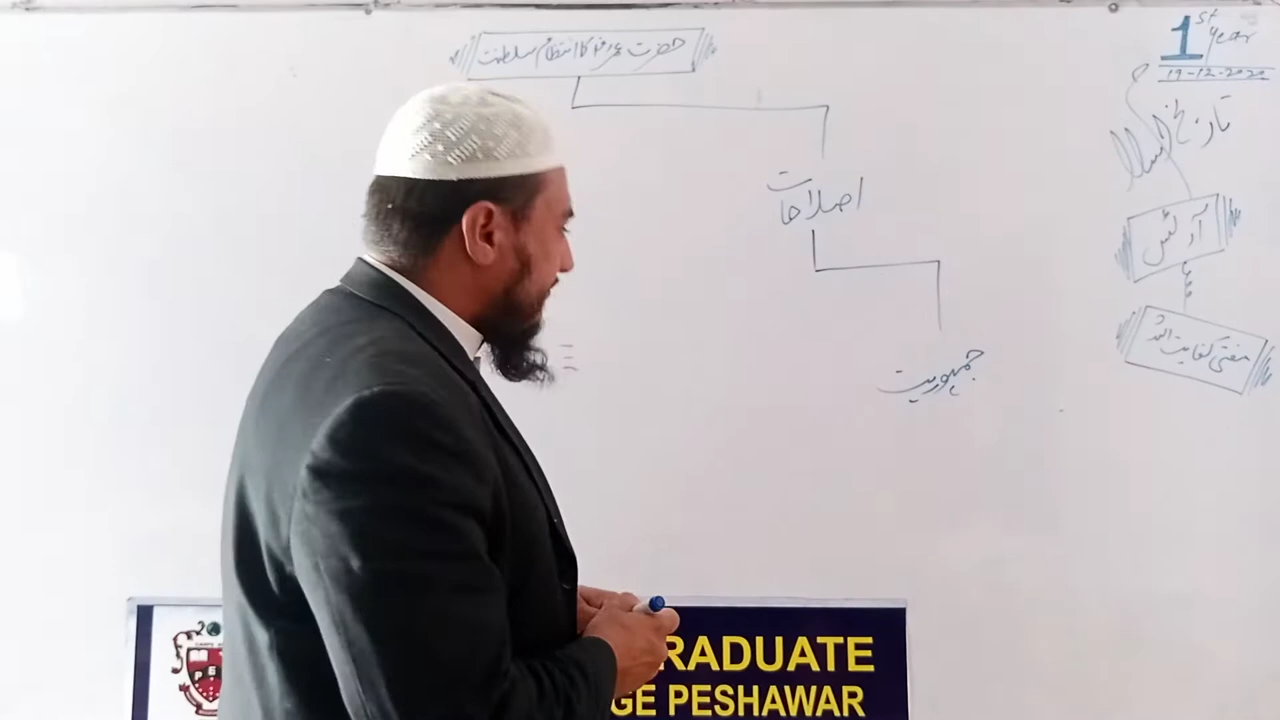 حضرت عمرؓ کا انتظام سلطنت
1st Year
19-12-2020
تاریخ اسلام
آرٹس
مفتی کفایت اللہ
اصلاحات
جمہوریت
RADUATE
GE PESHAWAR